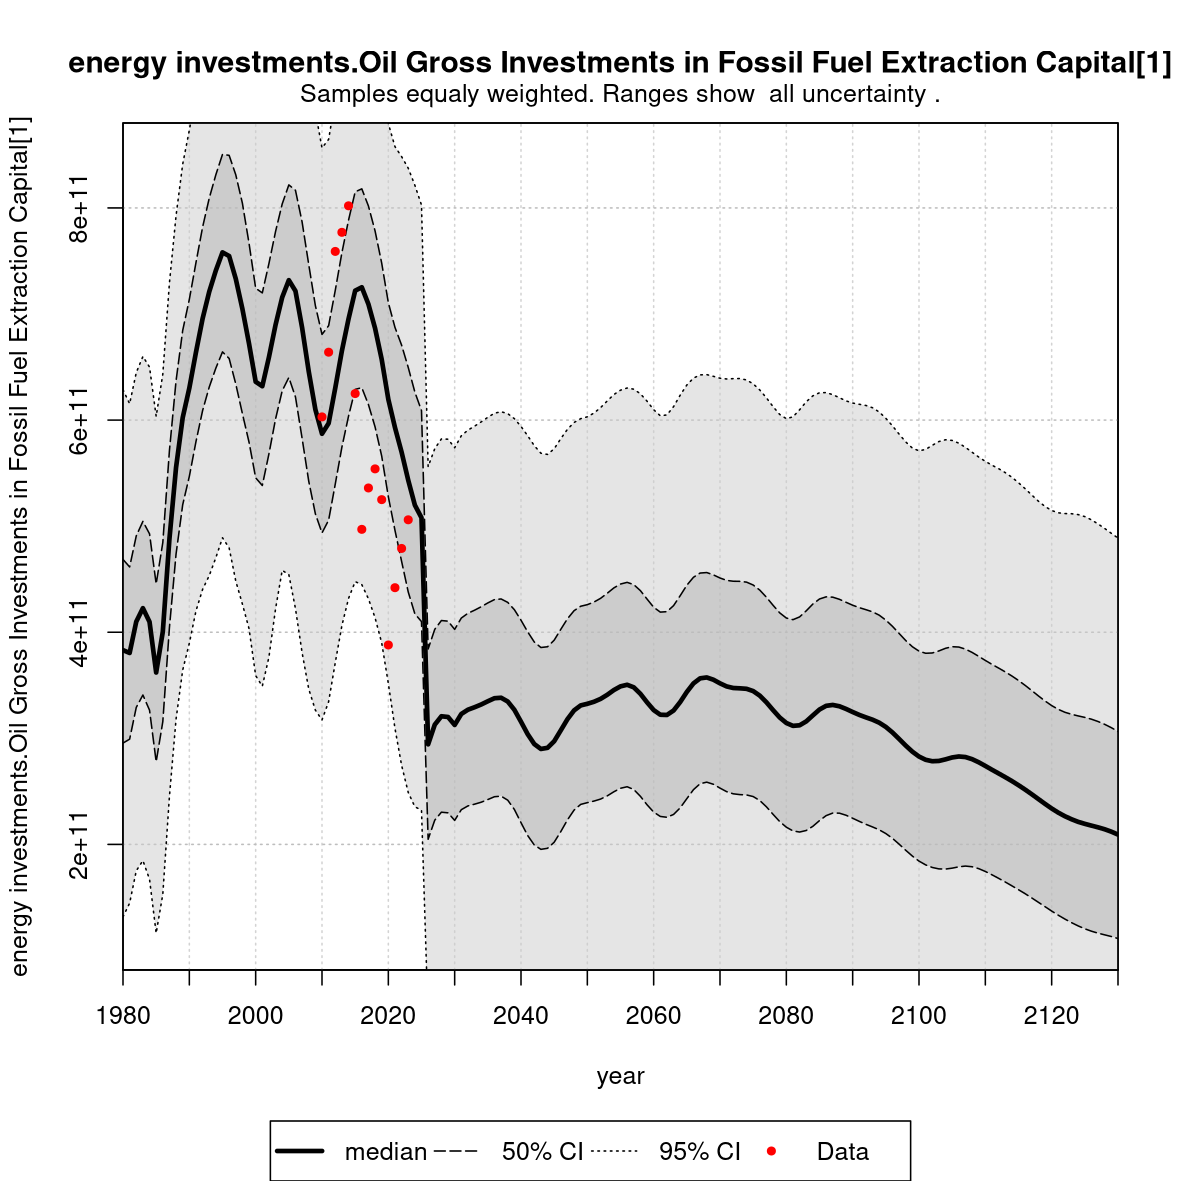 energy investments.Oil Gross Investments in Fossil Fuel Extraction Capital[1]
Samples equaly weighted. Ranges show  all uncertainty .
energy investments.Oil Gross Investments in Fossil Fuel Extraction Capital[1]
8e+11
6e+11
4e+11
2e+11
1980 2000 2020 2040 2060 2080 2100 2120
year
median 50% CI 95% CI Data